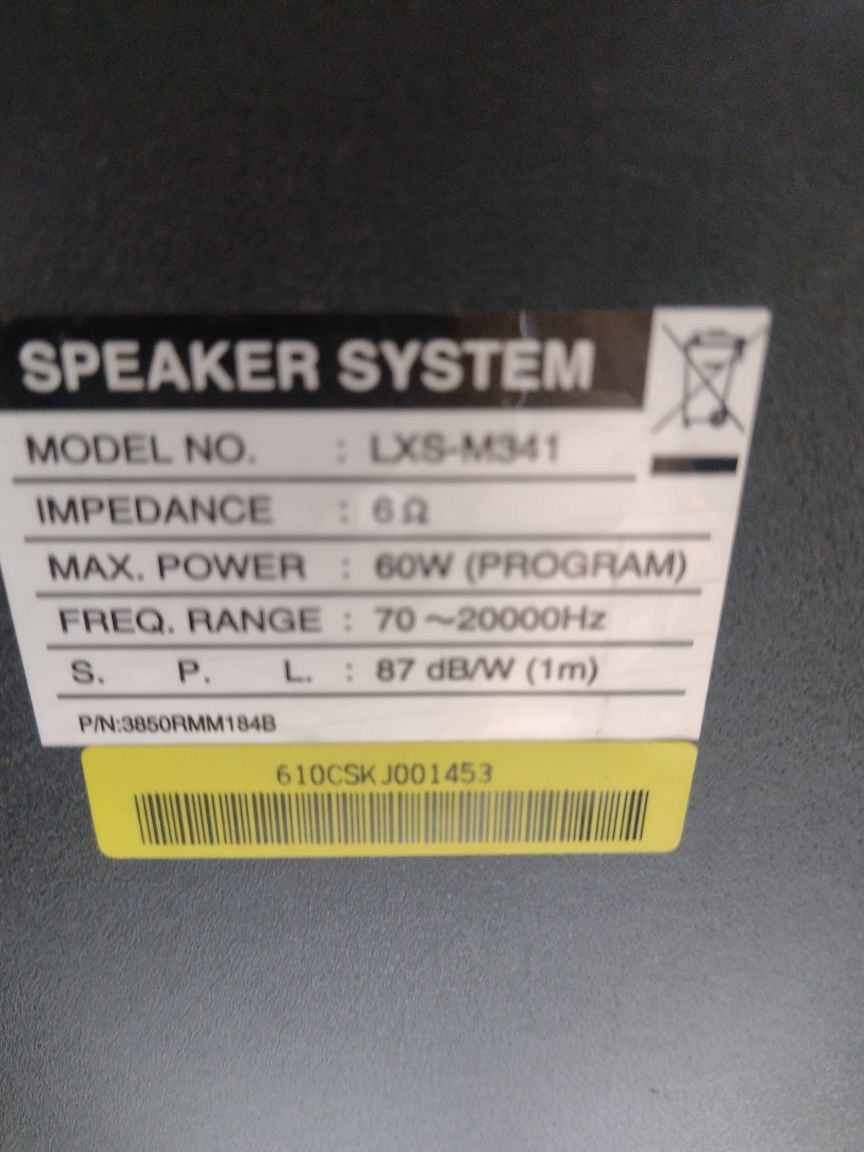 SPEAKER SYSTEM
MODEL NO. : LXS-M341
IMPEDANCE : 6Ω
MAX. POWER : 60W (PROGRAM)
FREQ. RANGE : 70~20000Hz
S. P. L. : 87 dB/W (1m)
P/N:3850RMM184B
610CSKJ001453